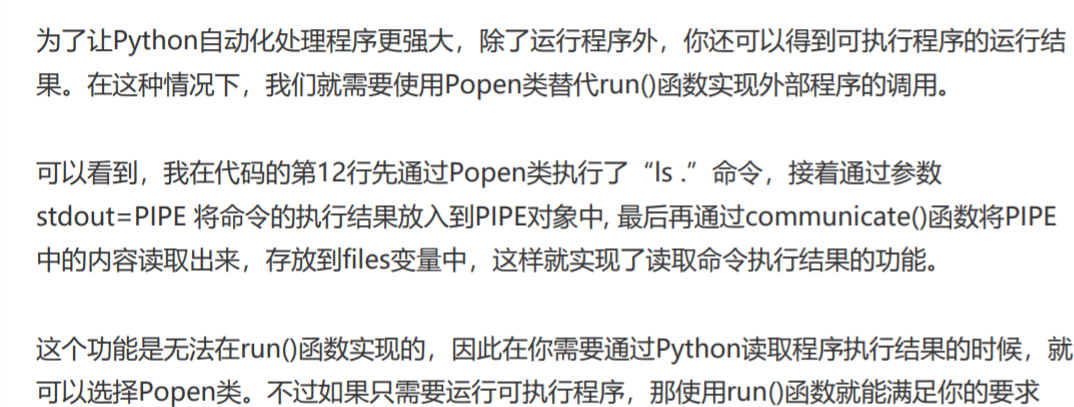 为了让Python自动化处理程序更强大，除了运行程序外，你还可以得到可执行程序的运行结
果。在这种情况下，我们就需要使用Popen类替代run()函数实现外部程序的调用。
可以看到，我在代码的第12行先通过Popen类执行了“ls .”命令，接着通过参数
stdout=PIPE 将命令的执行结果放入到PIPE对象中, 最后再通过communicate()函数将PIPE
中的内容读取出来，存放到files变量中，这样就实现了读取命令执行结果的功能。
这个功能是无法在run()函数实现的，因此在你需要通过Python读取程序执行结果的时候，就
可以选择Popen类。不过如果只需要运行可执行程序，那使用run()函数就能满足你的要求